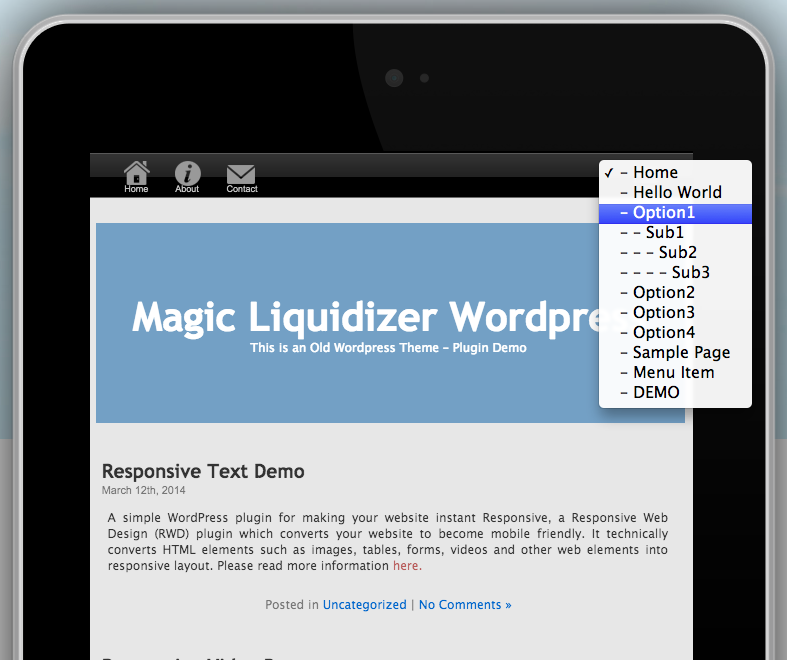 Home About Contact
✓ – Home
– Hello World
– Option1
– – Sub1
– – – Sub2
– – – – Sub3
– Option2
– Option3
– Option4
– Sample Page
– Menu Item
– DEMO
Magic Liquidizer Wordpres
This is an Old Wordpress Theme – Plugin Demo
Responsive Text Demo
March 12th, 2014
A simple WordPress plugin for making your website instant Responsive, a Responsive Web
Design (RWD) plugin which converts your website to become mobile friendly. It technically
converts HTML elements such as images, tables, forms, videos and other web elements into
responsive layout. Please read more information here.
Posted in Uncategorized | No Comments »